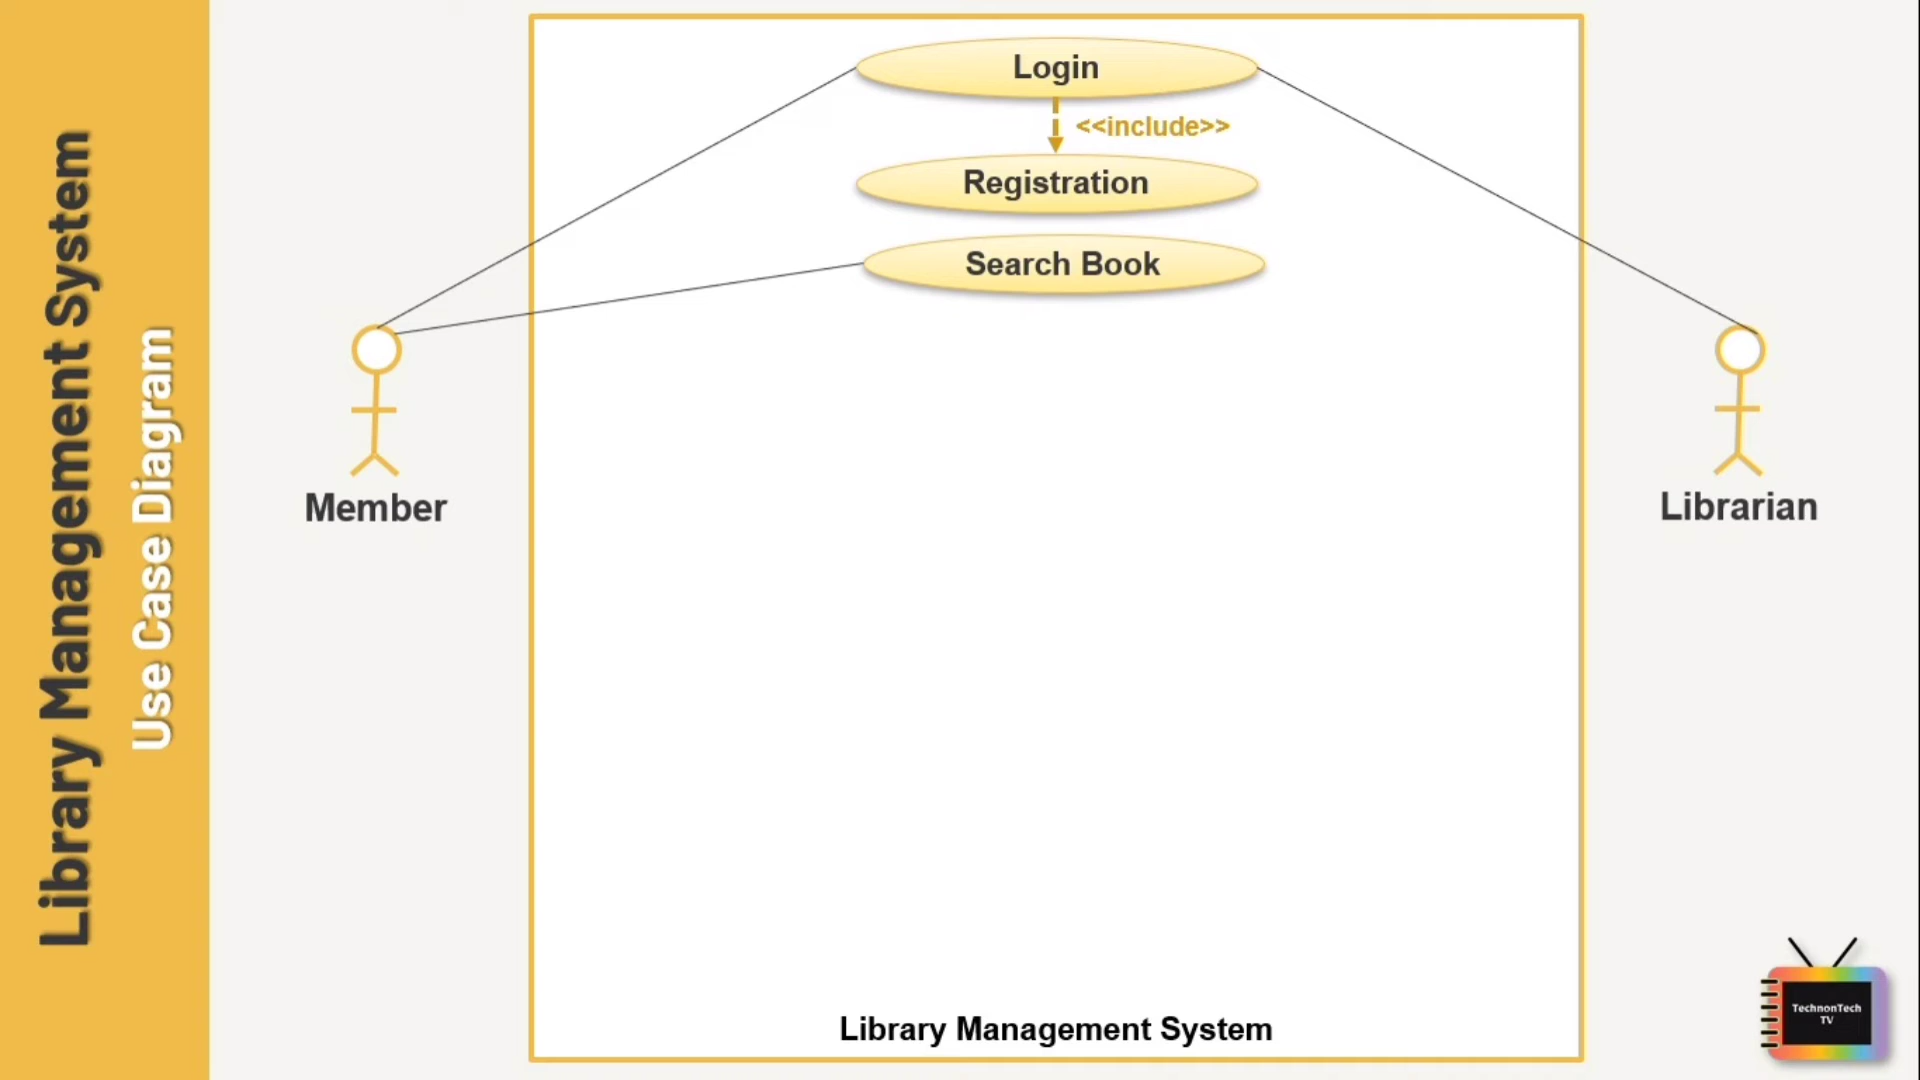 Library Management System
Use Case Diagram
Login
<<include>>
Registration
Search Book
Member
Librarian
Library Management System
TechnonTech
TV